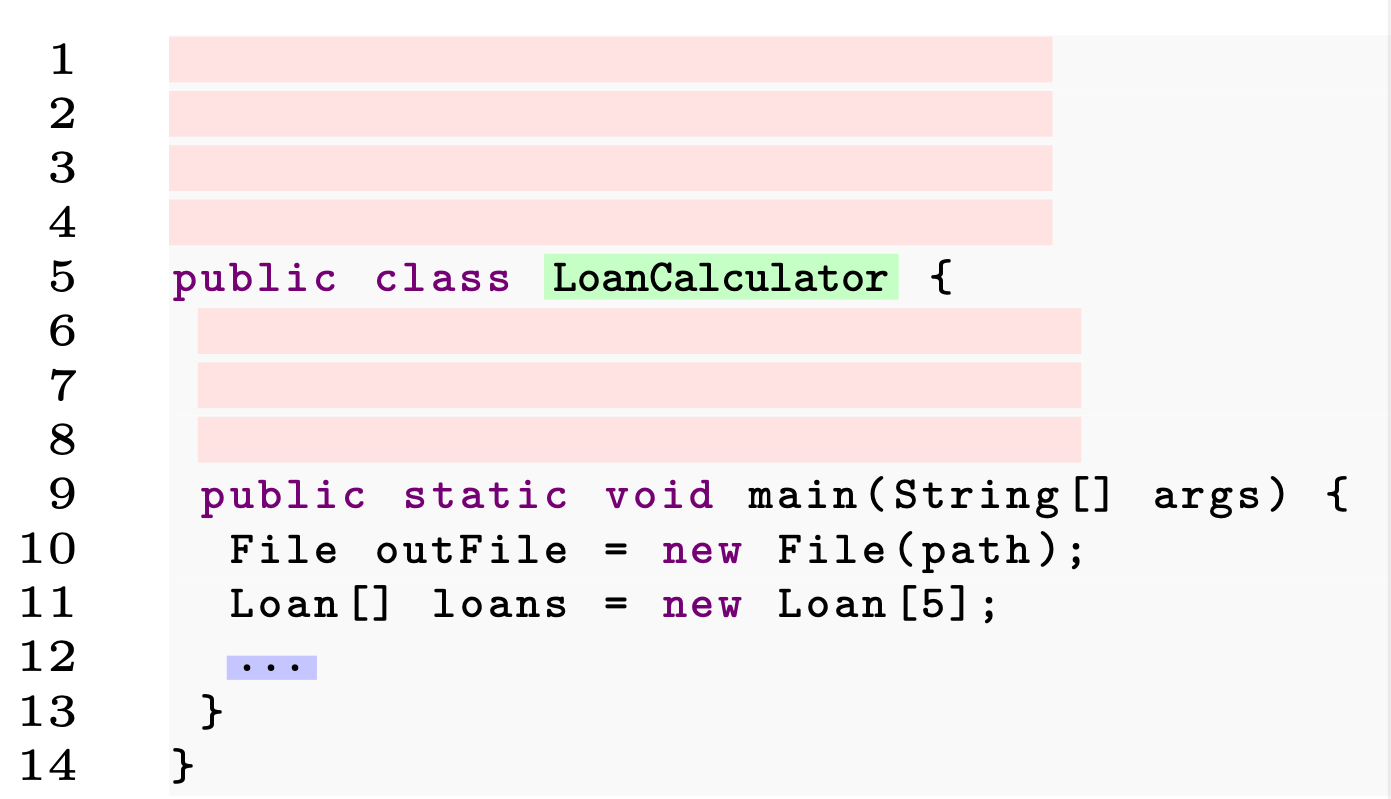 1
2
3
4
5 public class LoanCalculator {
6
7
8
9 public static void main(String[] args) {
10 File outFile = new File(path);
11 Loan[] loans = new Loan[5];
12 ...
13 }
14 }